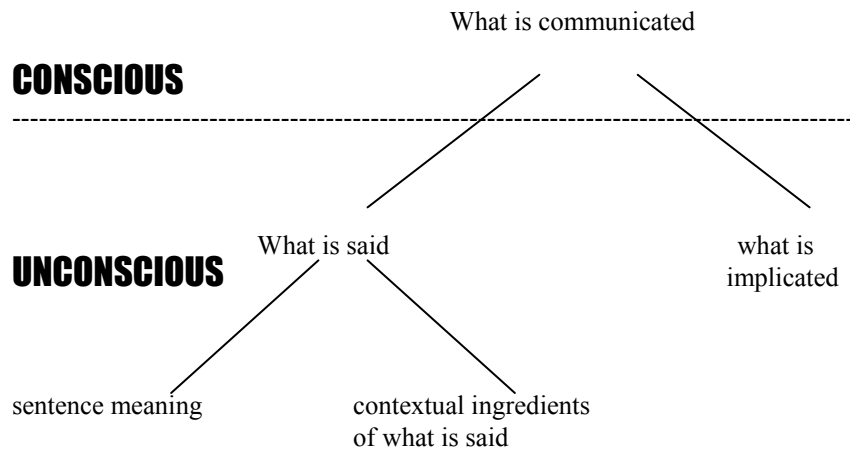 What is communicated
CONSCIOUS
What is said
what is
implicated
UNCONSCIOUS
sentence meaning
contextual ingredients
of what is said